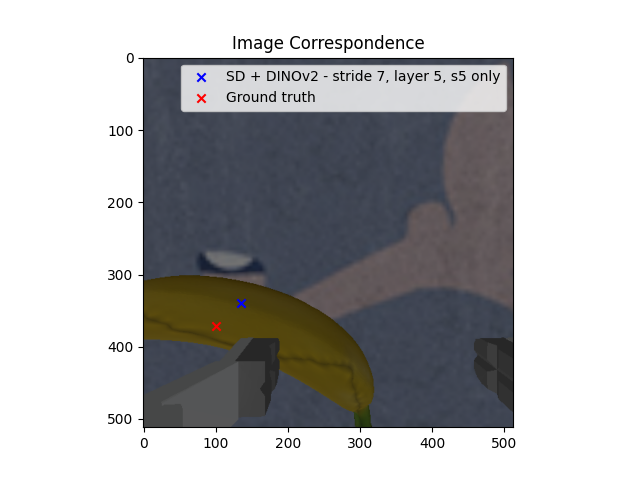 Image Correspondence
SD + DINOv2 - stride 7, layer 5, s5 only
Ground truth
0
100
200
300
400
500
0 100 200 300 400 500